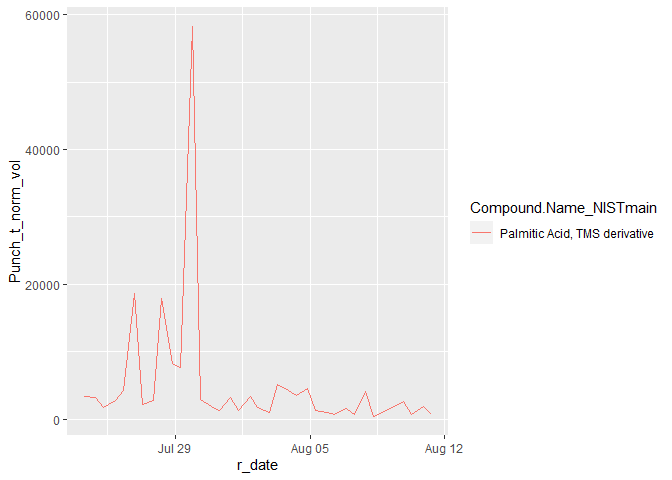 60000
40000
20000
0
Punch_t_norm_vol
Jul 29
Aug 05
Aug 12
r_date
Compound.Name_NISTmain
Palmitic Acid, TMS derivative